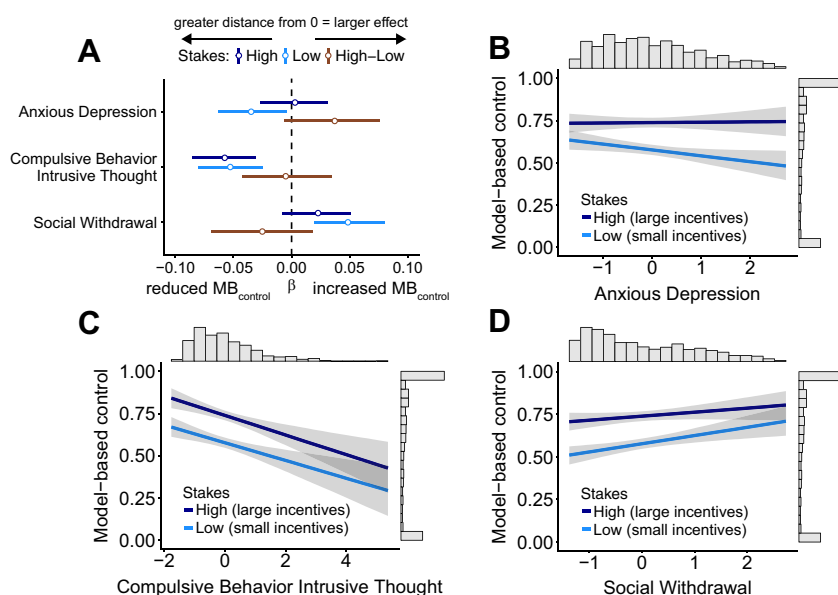 greater distance from 0 = larger effect
A
Stakes: High Low High−Low
Anxious Depression
Compulsive Behavior
Intrusive Thought
Social Withdrawal
−0.10 −0.05 0.00 0.05 0.10
reduced MBcontrol β increased MBcontrol
B
Model−based control
1.00
0.75
0.50
0.25
0.00
Stakes
High (large incentives)
Low (small incentives)
−1 0 1 2
Anxious Depression
C
Model−based control
1.00
0.75
0.50
0.25
0.00
Stakes
High (large incentives)
Low (small incentives)
−2 0 2 4
Compulsive Behavior Intrusive Thought
D
Model−based control
1.00
0.75
0.50
0.25
0.00
Stakes
High (large incentives)
Low (small incentives)
−1 0 1 2
Social Withdrawal